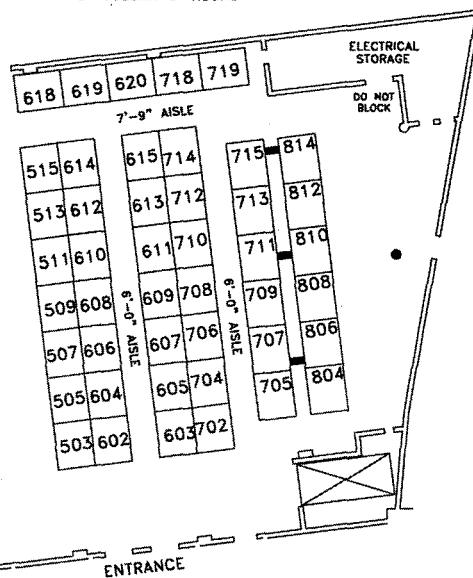 ELECTRICAL
STORAGE
DO NOT
BLOCK
618 619 620 718 719
7'-9" AISLE
515 614 615 714 715 814
513 612 613 712 713 812
511 610 611 710 711 810
509 608 609 708 709 808
6'-0" AISLE
6'-0" AISLE
507 606 607 706 707 806
505 604 605 704 705 804
503 602 603 702
ENTRANCE